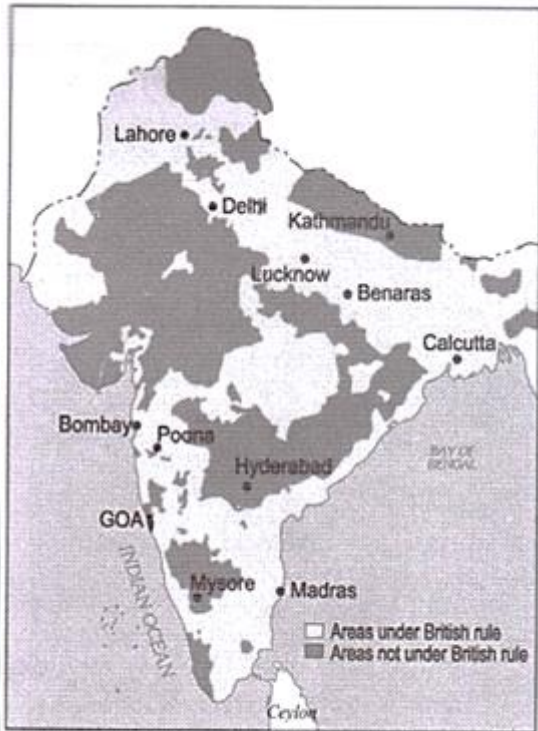 Lahore
Delhi
Kathmandu
Lucknow
Benaras
Calcutta
Bombay
Poona
Hyderabad
BAY OF
BENGAL
GOA
INDIAN OCEAN
Mysore
Madras
Areas under British rule
Areas not under British rule
Ceylon